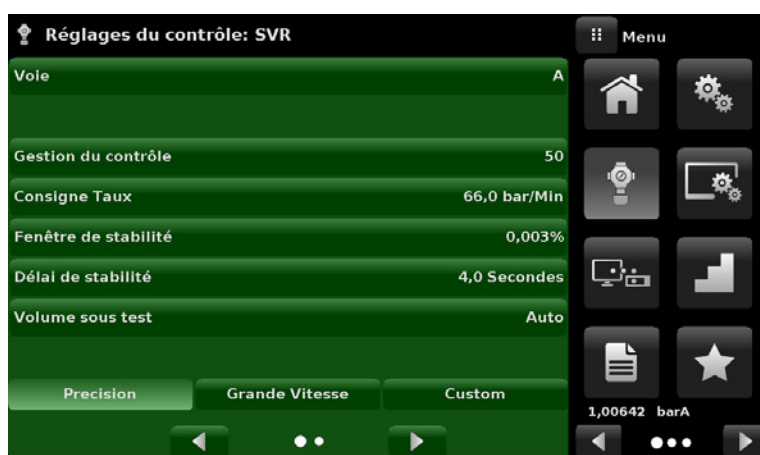 Réglages du contrôle: SVR
Menu
Voie A
Gestion du contrôle 50
Consigne Taux 66,0 bar/Min
Fenêtre de stabilité 0,003%
Délai de stabilité 4,0 Secondes
Volume sous test Auto
Precision Grande Vitesse Custom
1,00642 barA